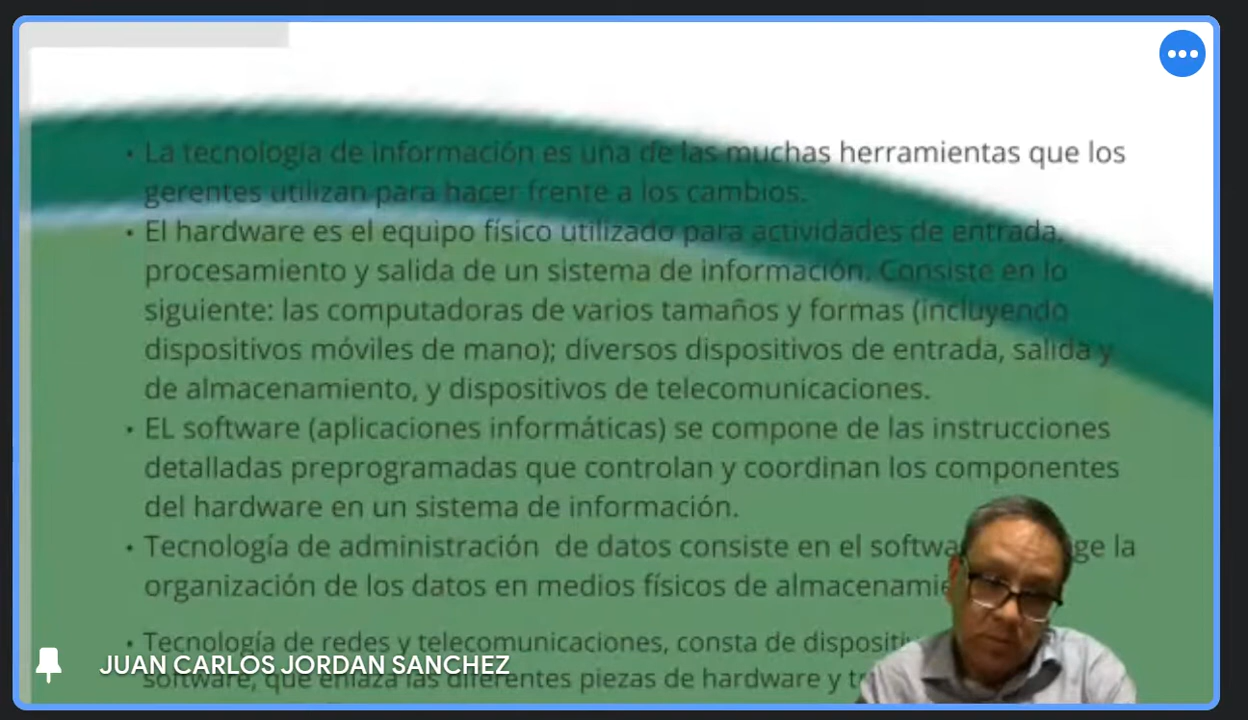 • La tecnología de información es una de las muchas herramientas que los
gerentes utilizan para hacer frente a los cambios.
• El hardware es el equipo físico utilizado para actividades de entrada,
procesamiento y salida de un sistema de información. Consiste en lo
siguiente: las computadoras de varios tamaños y formas (incluyendo
dispositivos móviles de mano); diversos dispositivos de entrada, salida y
de almacenamiento, y dispositivos de telecomunicaciones.
• EL software (aplicaciones informáticas) se compone de las instrucciones
detalladas preprogramadas que controlan y coordinan los componentes
del hardware en un sistema de información.
• Tecnología de administración de datos consiste en el la
organización de los datos en medios físicos de
• Tecnología de redes y telecomunicaciones, consta de
JUAN CARLOS JORDAN SANCHEZ
software, que enlaza las diferentes piezas de hardware y